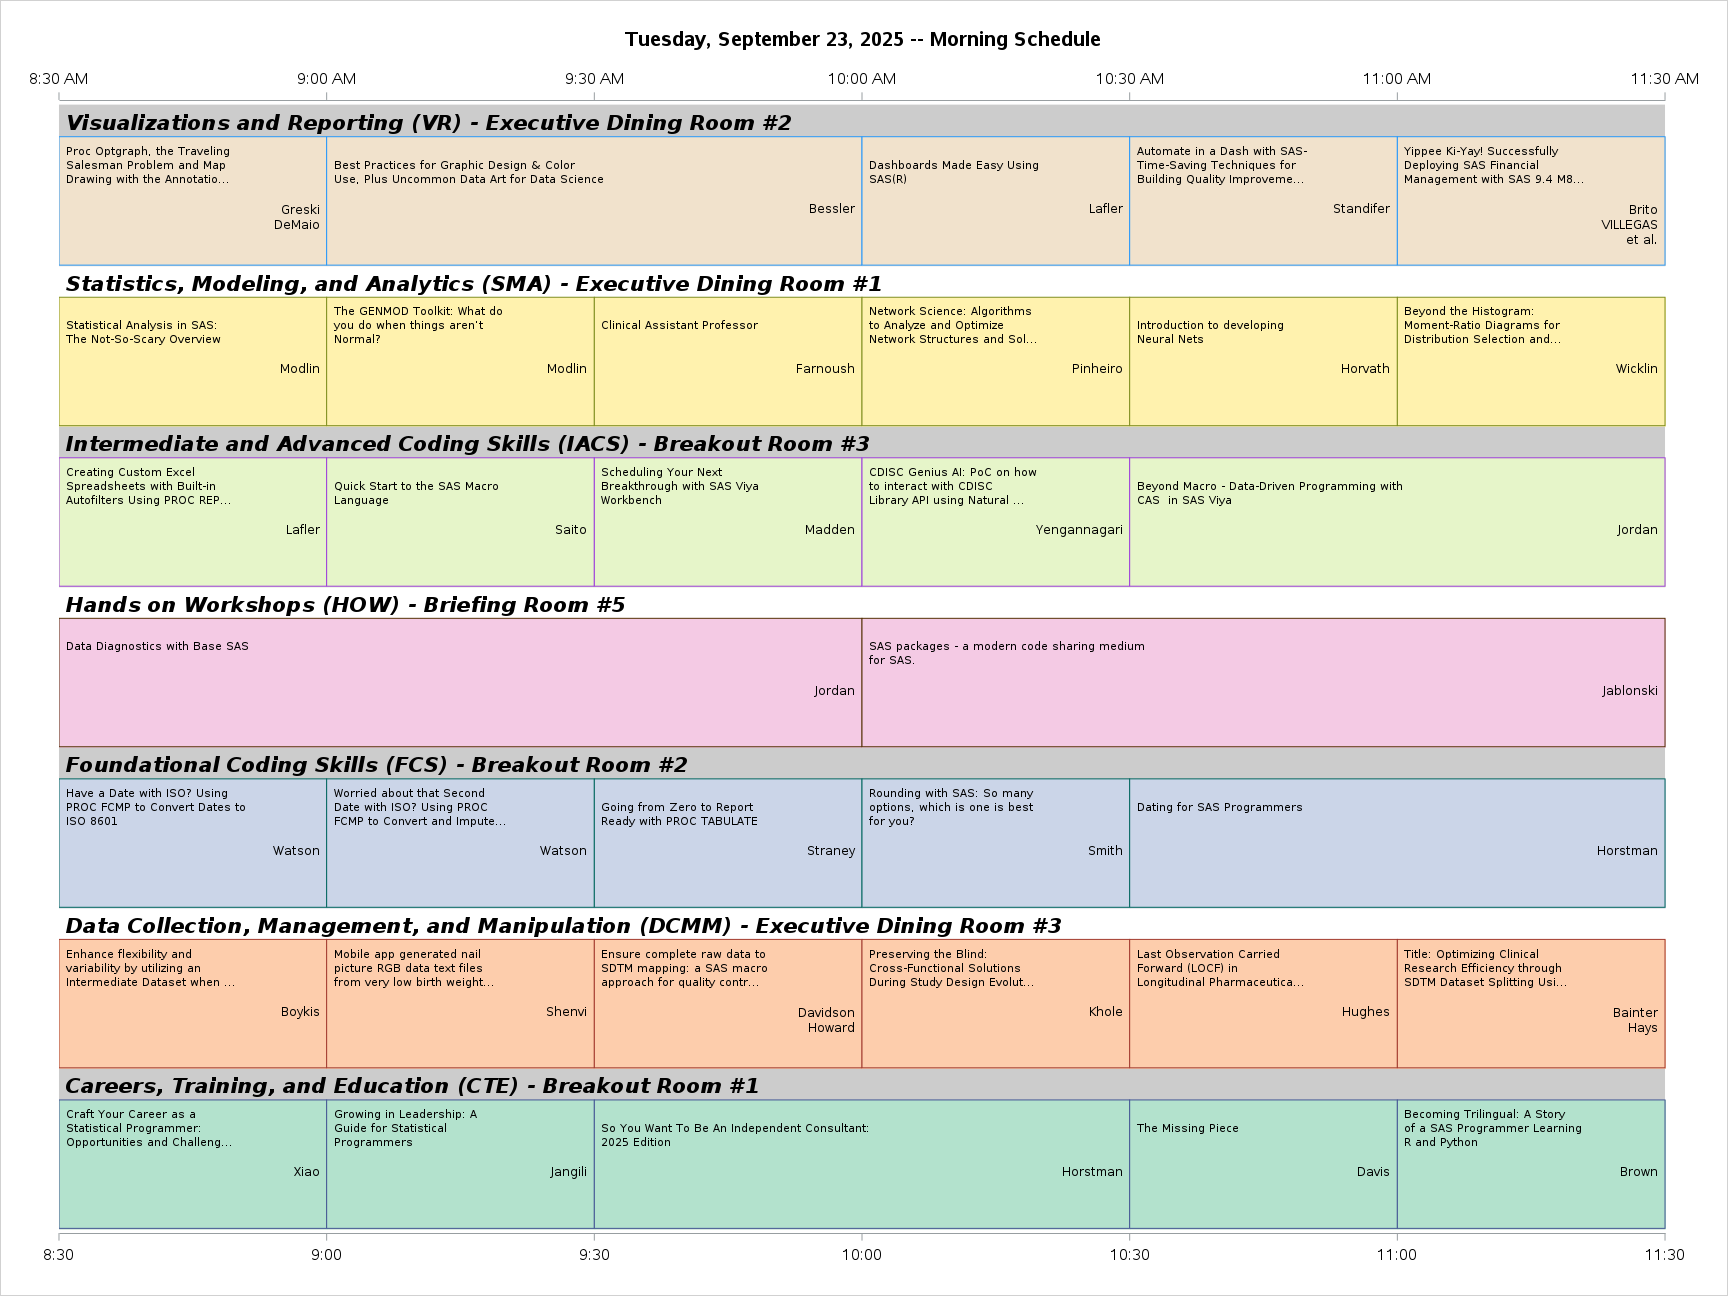 Tuesday, September 23, 2025 -- Morning Schedule
8:30 AM 9:00 AM 9:30 AM 10:00 AM 10:30 AM 11:00 AM 11:30 AM
Visualizations and Reporting (VR) - Executive Dining Room #2
Proc Optgraph, the Traveling
Salesman Problem and Map
Drawing with the Annotatio...
Greski
DeMaio
Best Practices for Graphic Design & Color
Use, Plus Uncommon Data Art for Data Science
Bessler
Dashboards Made Easy Using
SAS(R)
Lafler
Automate in a Dash with SAS-
Time-Saving Techniques for
Building Quality Improveme...
Standifer
Yippee Ki-Yay! Successfully
Deploying SAS Financial
Management with SAS 9.4 M8...
Brito
VILLEGAS
et al.
Statistics, Modeling, and Analytics (SMA) - Executive Dining Room #1
Statistical Analysis in SAS:
The Not-So-Scary Overview
Modlin
The GENMOD Toolkit: What do
you do when things aren't
Normal?
Modlin
Clinical Assistant Professor
Farnoush
Network Science: Algorithms
to Analyze and Optimize
Network Structures and Sol...
Pinheiro
Introduction to developing
Neural Nets
Horvath
Beyond the Histogram:
Moment-Ratio Diagrams for
Distribution Selection and...
Wicklin
Intermediate and Advanced Coding Skills (IACS) - Breakout Room #3
Creating Custom Excel
Spreadsheets with Built-in
Autofilters Using PROC REP...
Lafler
Quick Start to the SAS Macro
Language
Saito
Scheduling Your Next
Breakthrough with SAS Viya
Workbench
Madden
CDISC Genius AI: PoC on how
to interact with CDISC
Library API using Natural ...
Yengannagari
Beyond Macro - Data-Driven Programming with
CAS  in SAS Viya
Jordan
Hands on Workshops (HOW) - Briefing Room #5
Data Diagnostics with Base SAS
Jordan
SAS packages - a modern code sharing medium
for SAS.
Jablonski
Foundational Coding Skills (FCS) - Breakout Room #2
Have a Date with ISO? Using
PROC FCMP to Convert Dates to
ISO 8601
Watson
Worried about that Second
Date with ISO? Using PROC
FCMP to Convert and Impute...
Watson
Going from Zero to Report
Ready with PROC TABULATE
Straney
Rounding with SAS: So many
options, which is one is best
for you?
Smith
Dating for SAS Programmers
Horstman
Data Collection, Management, and Manipulation (DCMM) - Executive Dining Room #3
Enhance flexibility and
variability by utilizing an
Intermediate Dataset when ...
Boykis
Mobile app generated nail
picture RGB data text files
from very low birth weight...
Shenvi
Ensure complete raw data to
SDTM mapping: a SAS macro
approach for quality contr...
Davidson
Howard
Preserving the Blind:
Cross-Functional Solutions
During Study Design Evolut...
Khole
Last Observation Carried
Forward (LOCF) in
Longitudinal Pharmaceutica...
Hughes
Title: Optimizing Clinical
Research Efficiency through
SDTM Dataset Splitting Usi...
Bainter
Hays
Careers, Training, and Education (CTE) - Breakout Room #1
Craft Your Career as a
Statistical Programmer:
Opportunities and Challeng...
Xiao
Growing in Leadership: A
Guide for Statistical
Programmers
Jangili
So You Want To Be An Independent Consultant:
2025 Edition
Horstman
The Missing Piece
Davis
Becoming Trilingual: A Story
of a SAS Programmer Learning
R and Python
Brown
8:30 9:00 9:30 10:00 10:30 11:00 11:30